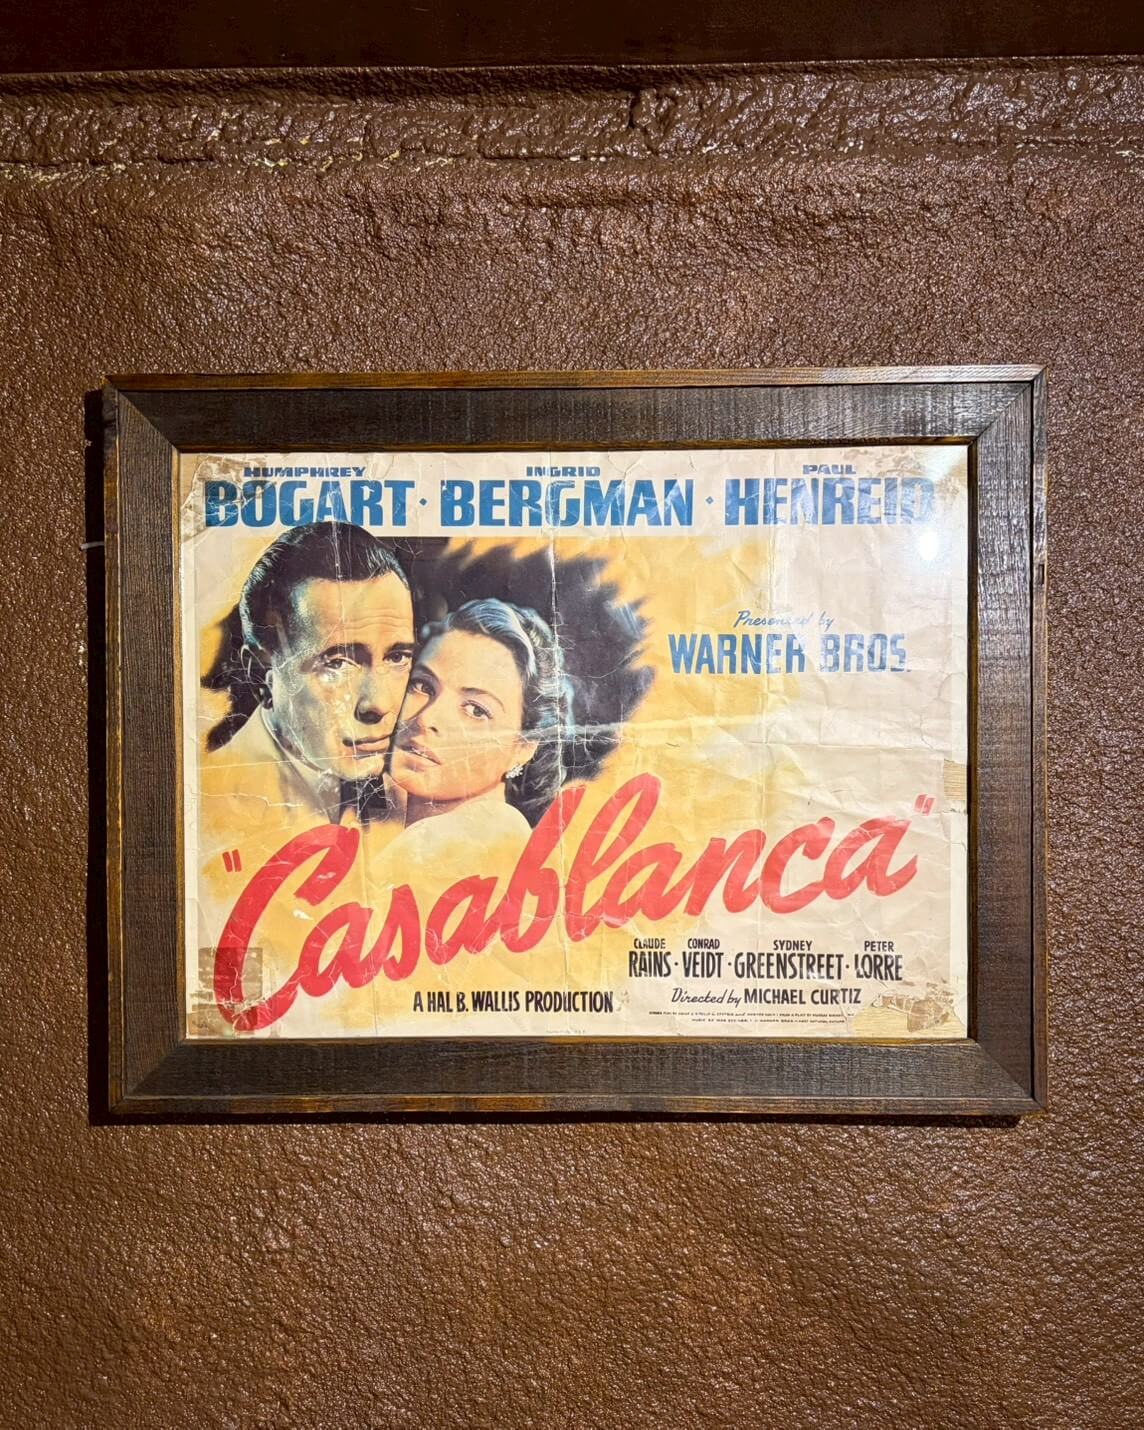 HUMPHREY INGRID PAUL
BOGART · BERGMAN · HENREID
Presented by
WARNER BROS.
"Casablanca"
CLAUDE CONRAD SYDNEY PETER
RAINS · VEIDT · GREENSTREET · LORRE
A HAL B. WALLIS PRODUCTION
Directed by MICHAEL CURTIZ